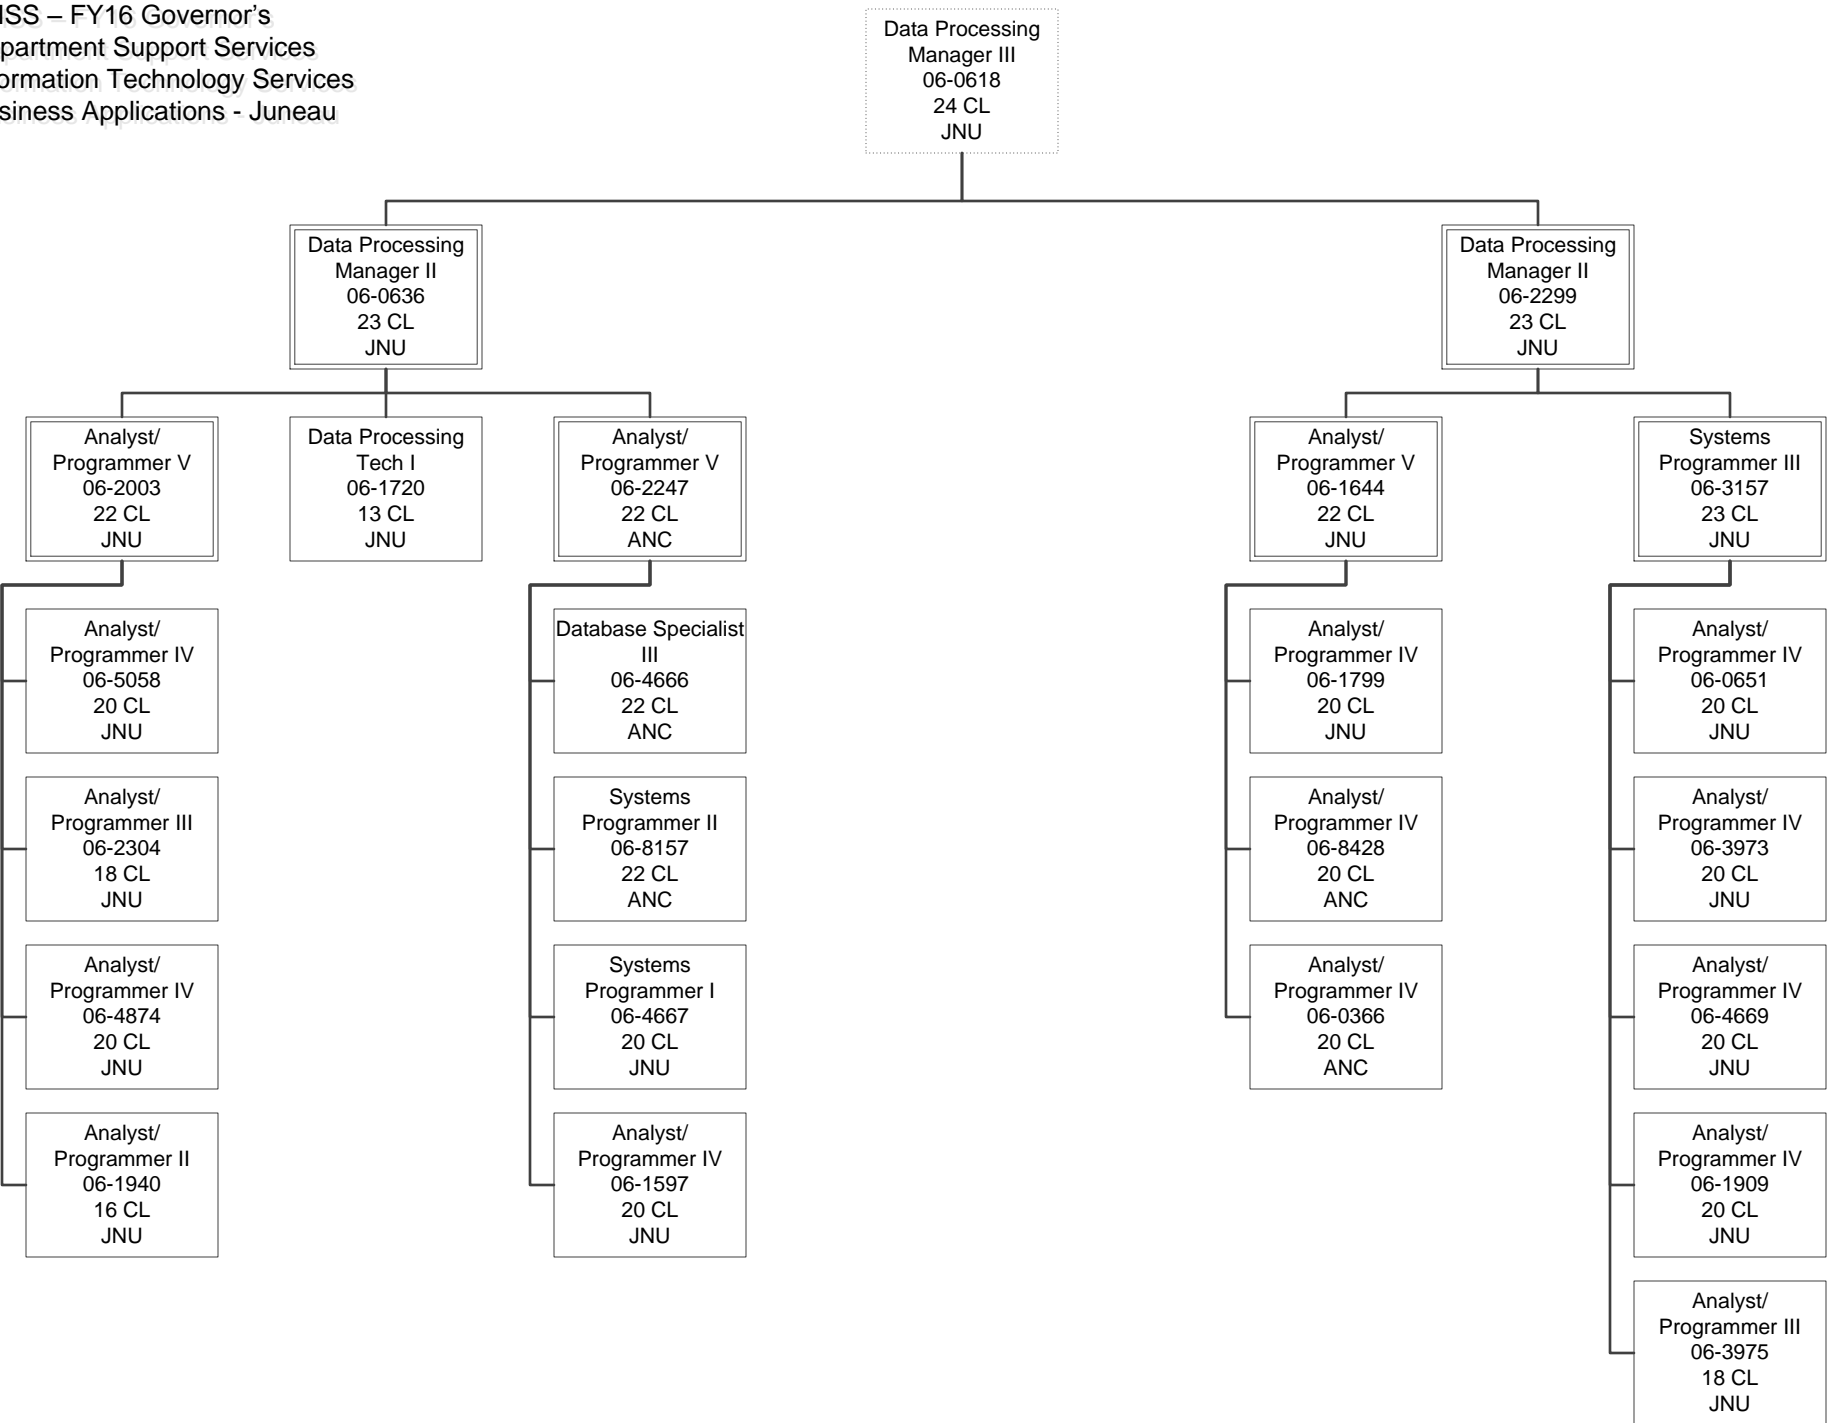 – FY16 Governor’s
Support Services
Technology Services
Applications - Juneau
Data Processing
Manager III
06-0618
24 CL
JNU
Data Processing
Manager II
06-0636
23 CL
JNU
Data Processing
Manager II
06-2299
23 CL
JNU
Analyst/
Programmer V
06-2003
22 CL
JNU
Data Processing
Tech I
06-1720
13 CL
JNU
Analyst/
Programmer V
06-2247
22 CL
ANC
Analyst/
Programmer V
06-1644
22 CL
JNU
Systems
Programmer III
06-3157
23 CL
JNU
Analyst/
Programmer IV
06-5058
20 CL
JNU
Analyst/
Programmer III
06-2304
18 CL
JNU
Analyst/
Programmer IV
06-4874
20 CL
JNU
Analyst/
Programmer II
06-1940
16 CL
JNU
Database Specialist
III
06-4666
22 CL
ANC
Systems
Programmer II
06-8157
22 CL
ANC
Systems
Programmer I
06-4667
20 CL
JNU
Analyst/
Programmer IV
06-1597
20 CL
JNU
Analyst/
Programmer IV
06-1799
20 CL
JNU
Analyst/
Programmer IV
06-8428
20 CL
ANC
Analyst/
Programmer IV
06-0366
20 CL
ANC
Analyst/
Programmer IV
06-0651
20 CL
JNU
Analyst/
Programmer IV
06-3973
20 CL
JNU
Analyst/
Programmer IV
06-4669
20 CL
JNU
Analyst/
Programmer IV
06-1909
20 CL
JNU
Analyst/
Programmer III
06-3975
18 CL
JNU